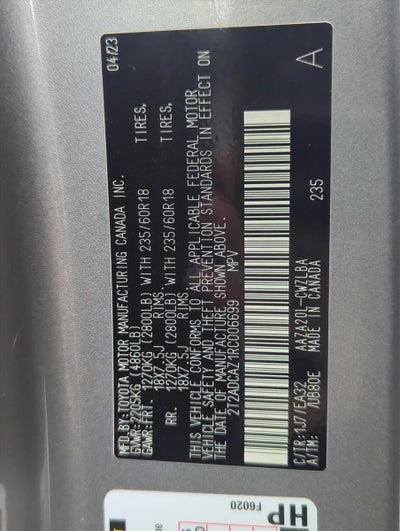 MFD.BY:TOYOTA MOTOR MANUFACTURING CANADA INC. 04/23
GVWR:2205KG (4860LB)
GAWR:FRT. 1270KG (2800LB) WITH 235/60R18 TIRES,
18X7.5J RIMS,
RR. 1270KG (2800LB) WITH 235/60R18 TIRES,
18X7.5J RIMS,
THIS VEHICLE CONFORMS TO ALL APPLICABLE FEDERAL MOTOR
VEHICLE SAFETY AND THEFT PREVENTION STANDARDS IN EFFECT ON
THE DATE OF MANUFACTURE SHOWN ABOVE.
2T2ADCAZ1RC006699 MPV
235
C/TR:1J7/EA32 AAZA20L-CWZLBA A
A/TM: /UB80E MADE IN CANADA
HP
F6020